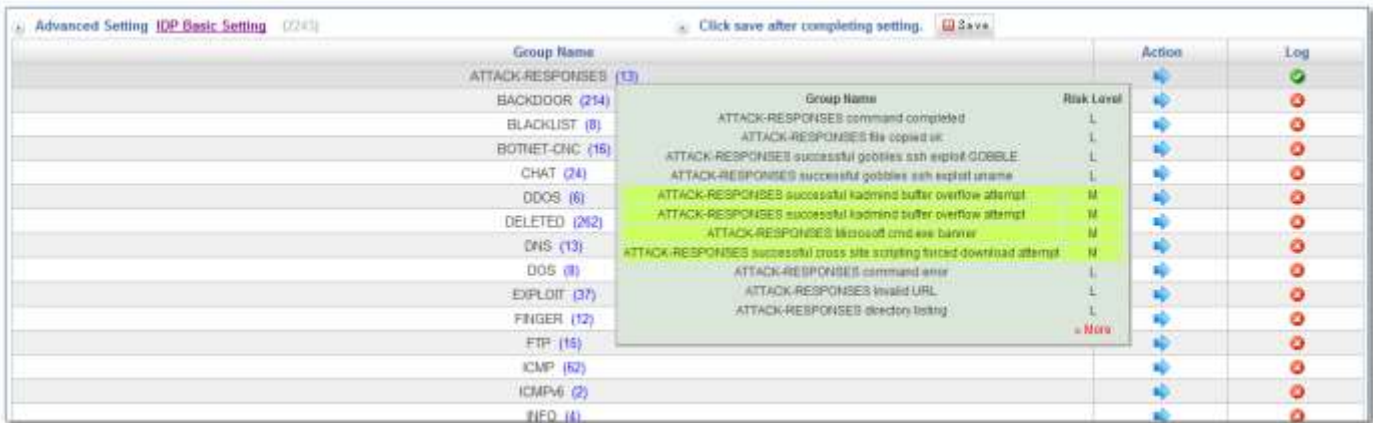 Advanced Setting IDP Basic Setting (2243)
Click save after completing setting. Save
Group Name Action Log
ATTACK-RESPONSES (13)
BACKDOOR (214)
BLACKLIST (8)
BOTNET-CNC (16)
CHAT (24)
DDOS (6)
DELETED (262)
DNS (13)
DOS (8)
EXPLOIT (37)
FINGER (12)
FTP (15)
ICMP (62)
ICMPv6 (2)
INFO (4)
Group Name Risk Level
ATTACK-RESPONSES command completed L
ATTACK-RESPONSES file copied ok L
ATTACK-RESPONSES successful gobbles ssh exploit GOBBLE L
ATTACK-RESPONSES successful gobbles ssh exploit uname L
ATTACK-RESPONSES successful kadmind buffer overflow attempt M
ATTACK-RESPONSES successful kadmind buffer overflow attempt M
ATTACK-RESPONSES Microsoft cmd.exe banner M
ATTACK-RESPONSES successful cross site scripting forced download attempt M
ATTACK-RESPONSES command error L
ATTACK-RESPONSES Invalid URL L
ATTACK-RESPONSES directory listing L
» More